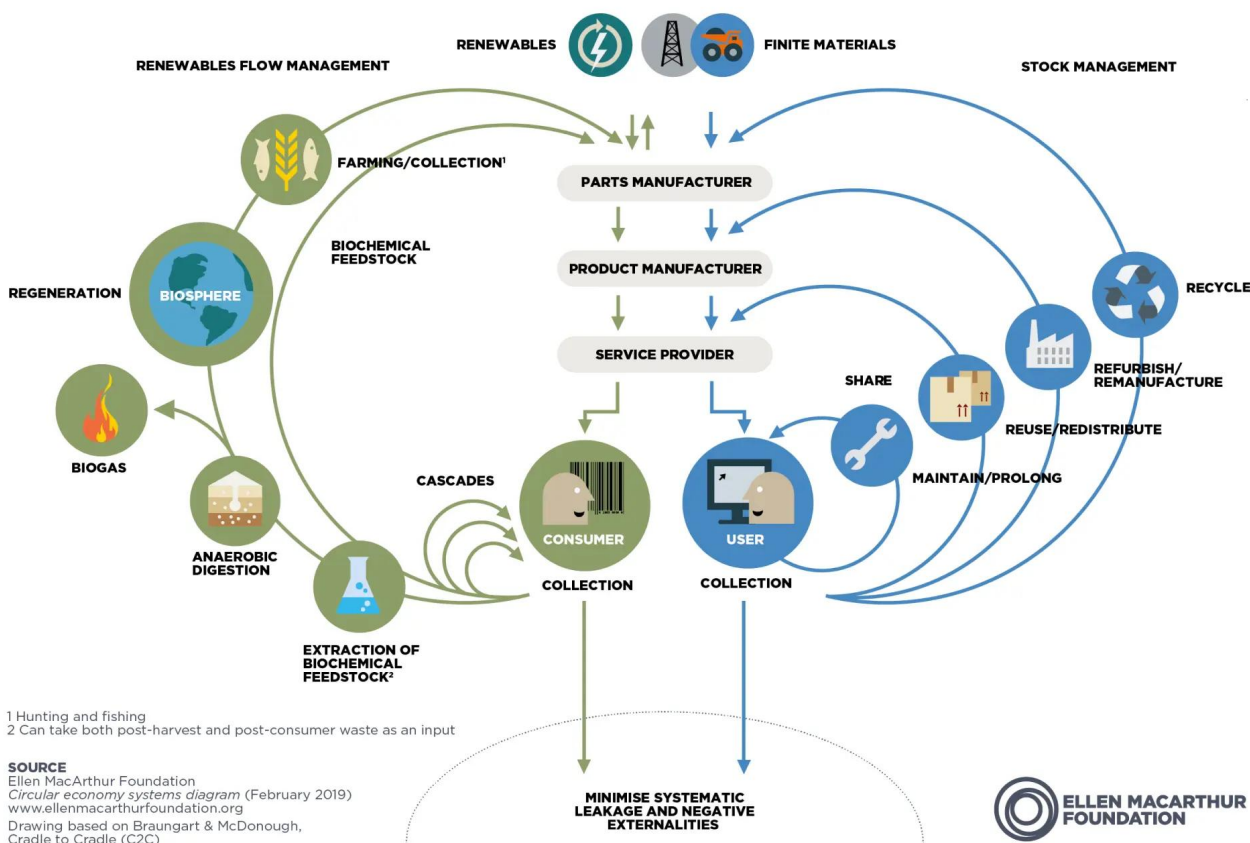 RENEWABLES
FINITE MATERIALS
RENEWABLES FLOW MANAGEMENT
STOCK MANAGEMENT
FARMING/COLLECTION¹
PARTS MANUFACTURER
BIOCHEMICAL
FEEDSTOCK
PRODUCT MANUFACTURER
REGENERATION
BIOSPHERE
RECYCLE
SERVICE PROVIDER
SHARE
REFURBISH/
REMANUFACTURE
REUSE/REDISTRIBUTE
BIOGAS
CASCADES
MAINTAIN/PROLONG
CONSUMER
USER
ANAEROBIC
DIGESTION
COLLECTION
COLLECTION
EXTRACTION OF
BIOCHEMICAL
FEEDSTOCK²
1 Hunting and fishing
2 Can take both post-harvest and post-consumer waste as an input
SOURCE
Ellen MacArthur Foundation
Circular economy systems diagram (February 2019)
www.ellenmacarthurfoundation.org
Drawing based on Braungart & McDonough,
Cradle to Cradle (C2C)
MINIMISE SYSTEMATIC
LEAKAGE AND NEGATIVE
EXTERNALITIES
ELLEN MACARTHUR
FOUNDATION